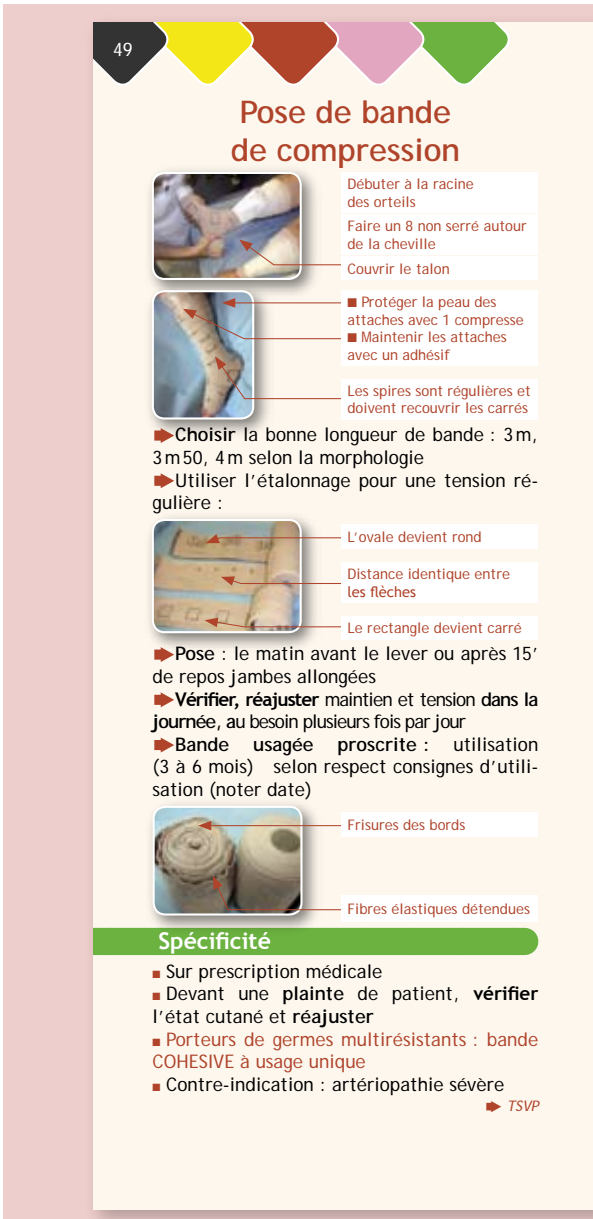 49
Pose de bande
de compression
Débuter à la racine
des orteils
Faire un 8 non serré autour
de la cheville
Couvrir le talon
■ Protéger la peau des
attaches avec 1 compresse
■ Maintenir les attaches
avec un adhésif
Les spires sont régulières et
doivent recouvrir les carrés
Choisir la bonne longueur de bande : 3 m,
3 m 50, 4 m selon la morphologie
Utiliser l'étalonnage pour une tension ré-
gulière :
L'ovale devient rond
Distance identique entre
les flèches
Le rectangle devient carré
Pose : le matin avant le lever ou après 15'
de repos jambes allongées
Vérifier, réajuster maintien et tension dans la
journée, au besoin plusieurs fois par jour
Bande usagée proscrite : utilisation
(3 à 6 mois) selon respect consignes d'utili-
sation (noter date)
Frisures des bords
Fibres élastiques détendues
Spécificité
■ Sur prescription médicale
■ Devant une plainte de patient, vérifier
l'état cutané et réajuster
■ Porteurs de germes multirésistants : bande
COHESIVE à usage unique
■ Contre-indication : artériopathie sévère
TSVP